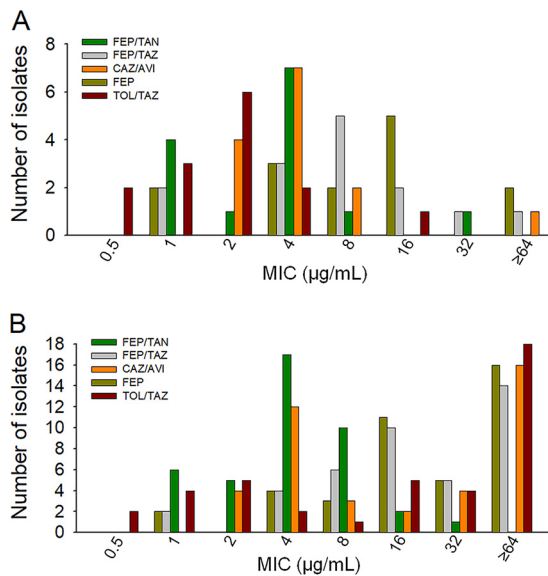 A
FEP/TAN
FEP/TAZ
CAZ/AVI
FEP
TOL/TAZ
Number of isolates
8
6
4
2
0
0.5
1
2
4
8
16
32
≥64
MIC (µg/mL)
B
FEP/TAN
FEP/TAZ
CAZ/AVI
FEP
TOL/TAZ
Number of isolates
18
16
14
12
10
8
6
4
2
0
0.5
1
2
4
8
16
32
≥64
MIC (µg/mL)